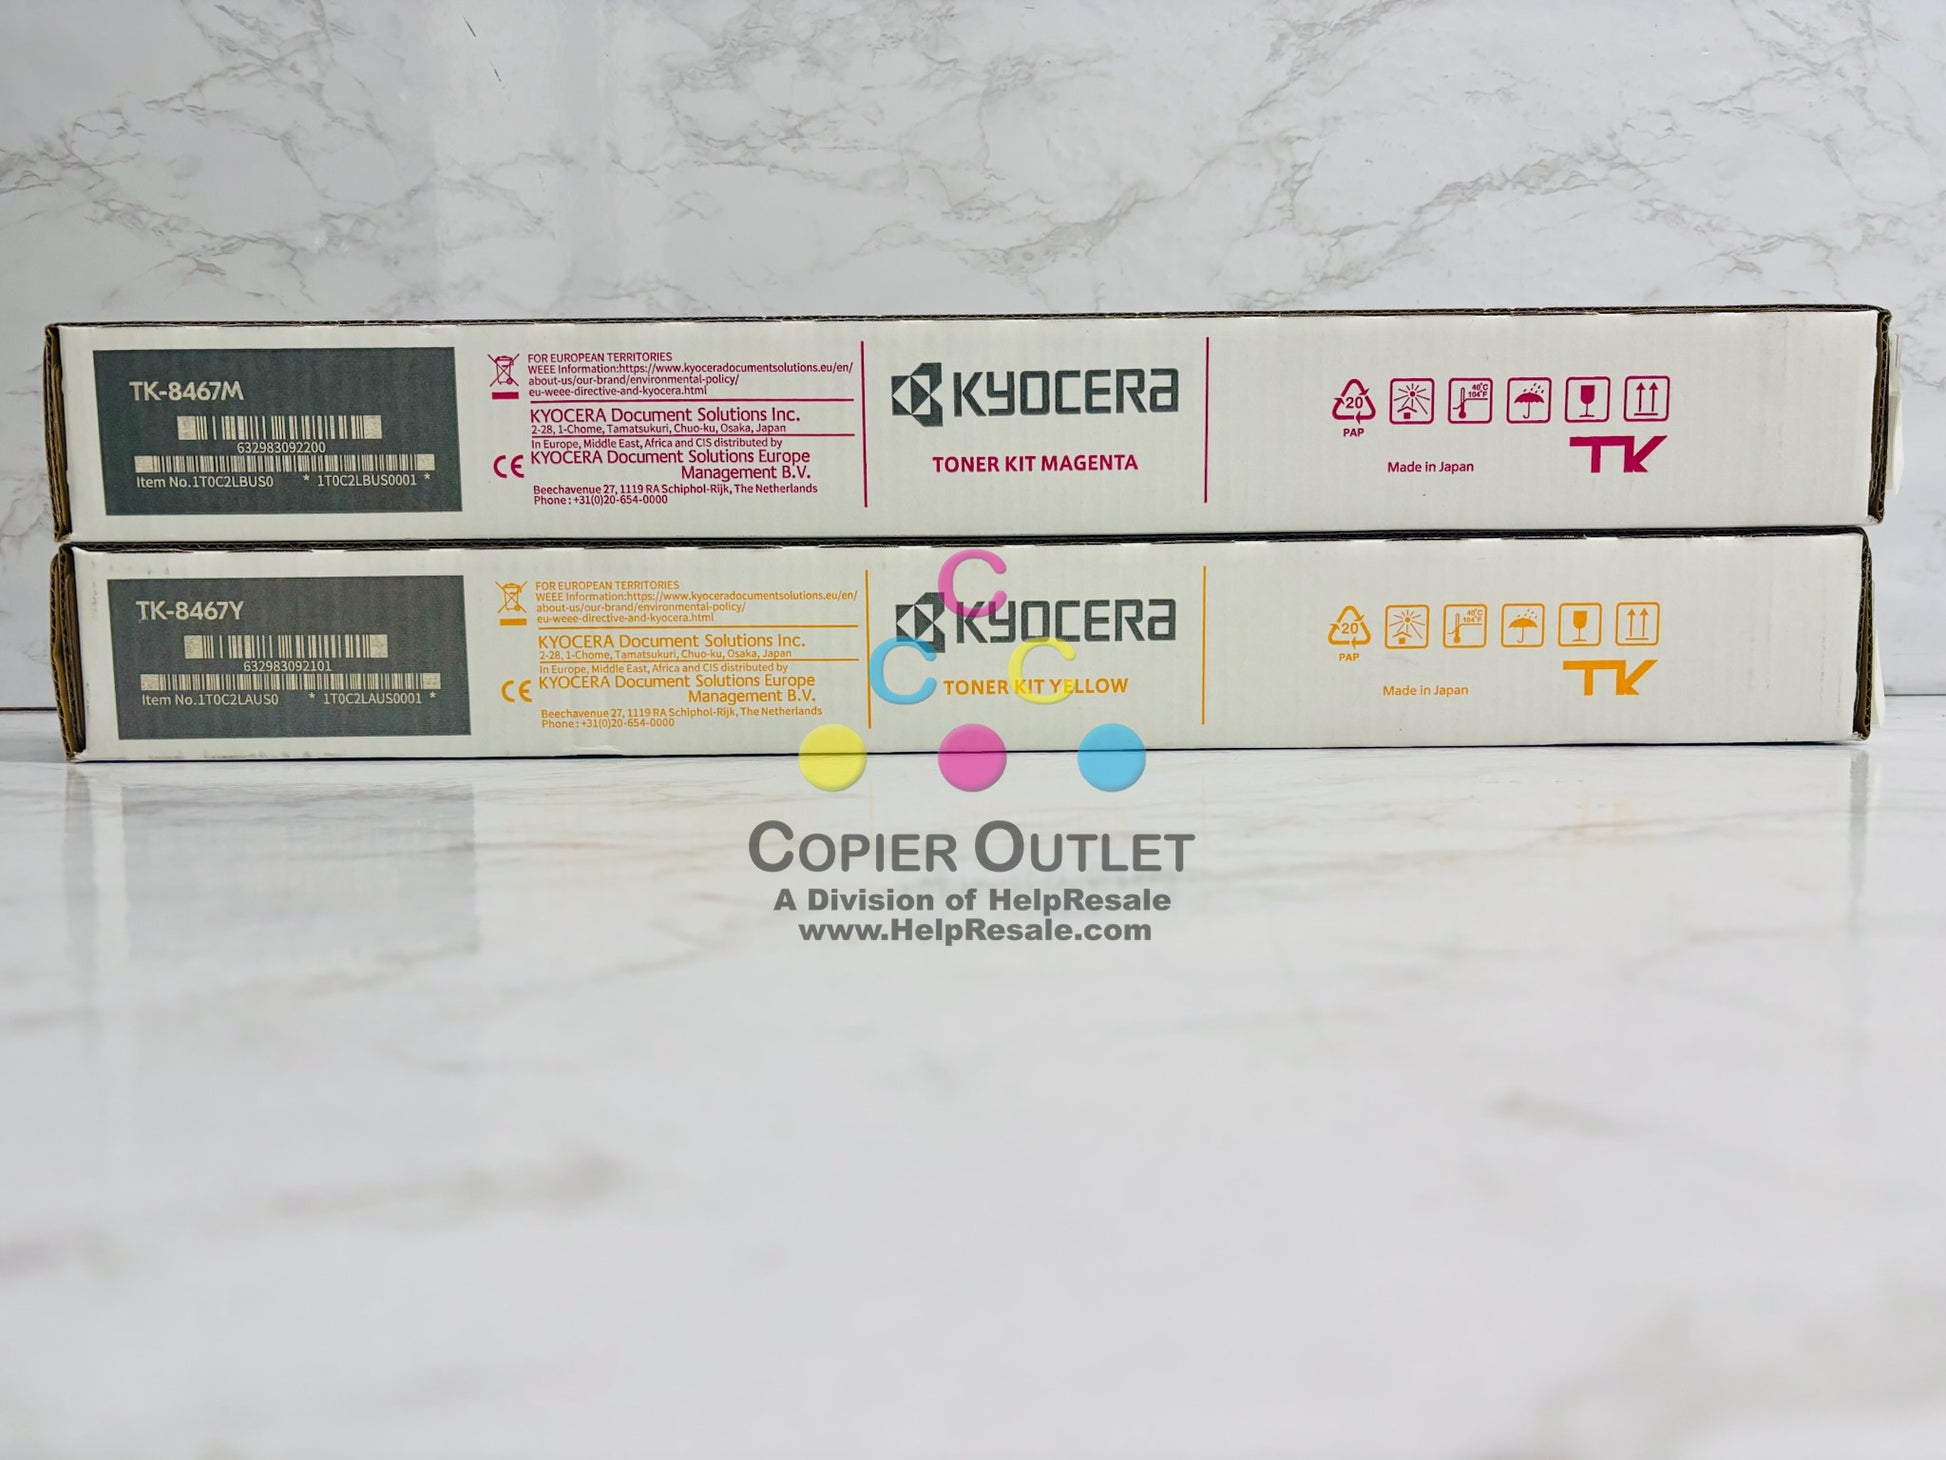 TK-8467M
632983092200
Item No.1T0C2LBUS0 * 1T0C2LBUS0001 *
FOR EUROPEAN TERRITORIES
WEEE Information:https://www.kyoceradocumentsolutions.eu/en/
about-us/our-brand/environmental-policy/
eu-weee-directive-and-kyocera.html
KYOCERA Document Solutions Inc.
2-28, 1-Chome, Tamatsukuri, Chuo-ku, Osaka, Japan
In Europe, Middle East, Africa and CIS distributed by
CE KYOCERA Document Solutions Europe
Management B.V.
Beechavenue 27, 1119 RA Schiphol-Rijk, The Netherlands
Phone : +31(0)20-654-0000
KYOCERA
TONER KIT MAGENTA
20
PAP
40°C
104°F
Made in Japan
TK
TK-8467Y
632983092101
Item No.1T0C2LAUS0 * 1T0C2LAUS0001 *
FOR EUROPEAN TERRITORIES
WEEE Information:https://www.kyoceradocumentsolutions.eu/en/
about-us/our-brand/environmental-policy/
eu-weee-directive-and-kyocera.html
KYOCERA Document Solutions Inc.
2-28, 1-Chome, Tamatsukuri, Chuo-ku, Osaka, Japan
In Europe, Middle East, Africa and CIS distributed by
CE KYOCERA Document Solutions Europe
Management B.V.
Beechavenue 27, 1119 RA Schiphol-Rijk, The Netherlands
Phone : +31(0)20-654-0000
KYOCERA
TONER KIT YELLOW
20
PAP
40°C
104°F
Made in Japan
TK
C
C C
COPIER OUTLET
A Division of HelpResale
www.HelpResale.com